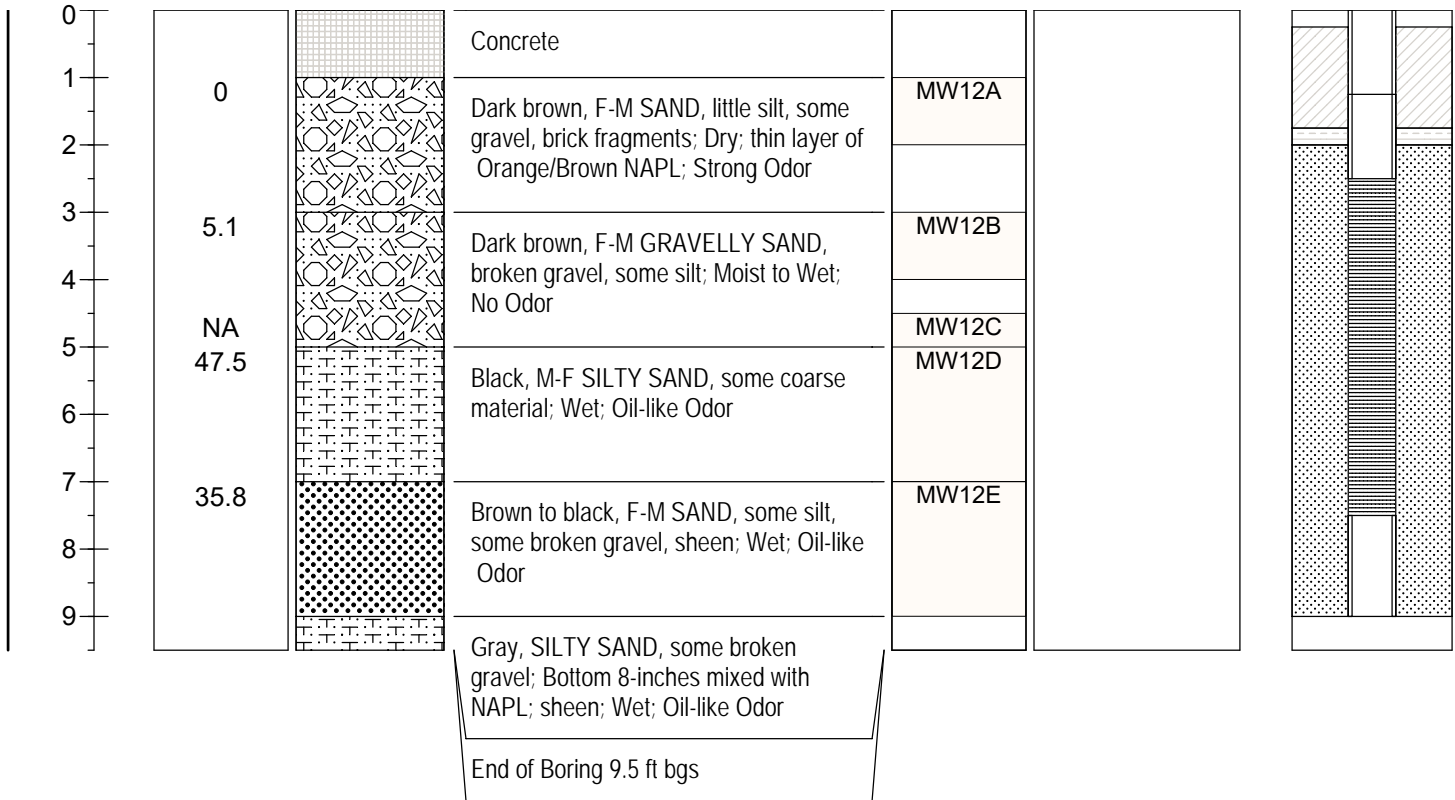 0
Concrete
1
0
MW12A
Dark brown, F-M SAND, little silt, some
gravel, brick fragments; Dry; thin layer of
Orange/Brown NAPL; Strong Odor
2
3
5.1
MW12B
Dark brown, F-M GRAVELLY SAND,
broken gravel, some silt; Moist to Wet;
No Odor
4
NA
MW12C
5
47.5
MW12D
Black, M-F SILTY SAND, some coarse
material; Wet; Oil-like Odor
6
7
35.8
MW12E
Brown to black, F-M SAND, some silt,
some broken gravel, sheen; Wet; Oil-like
Odor
8
9
Gray, SILTY SAND, some broken
gravel; Bottom 8-inches mixed with
NAPL; sheen; Wet; Oil-like Odor
End of Boring 9.5 ft bgs